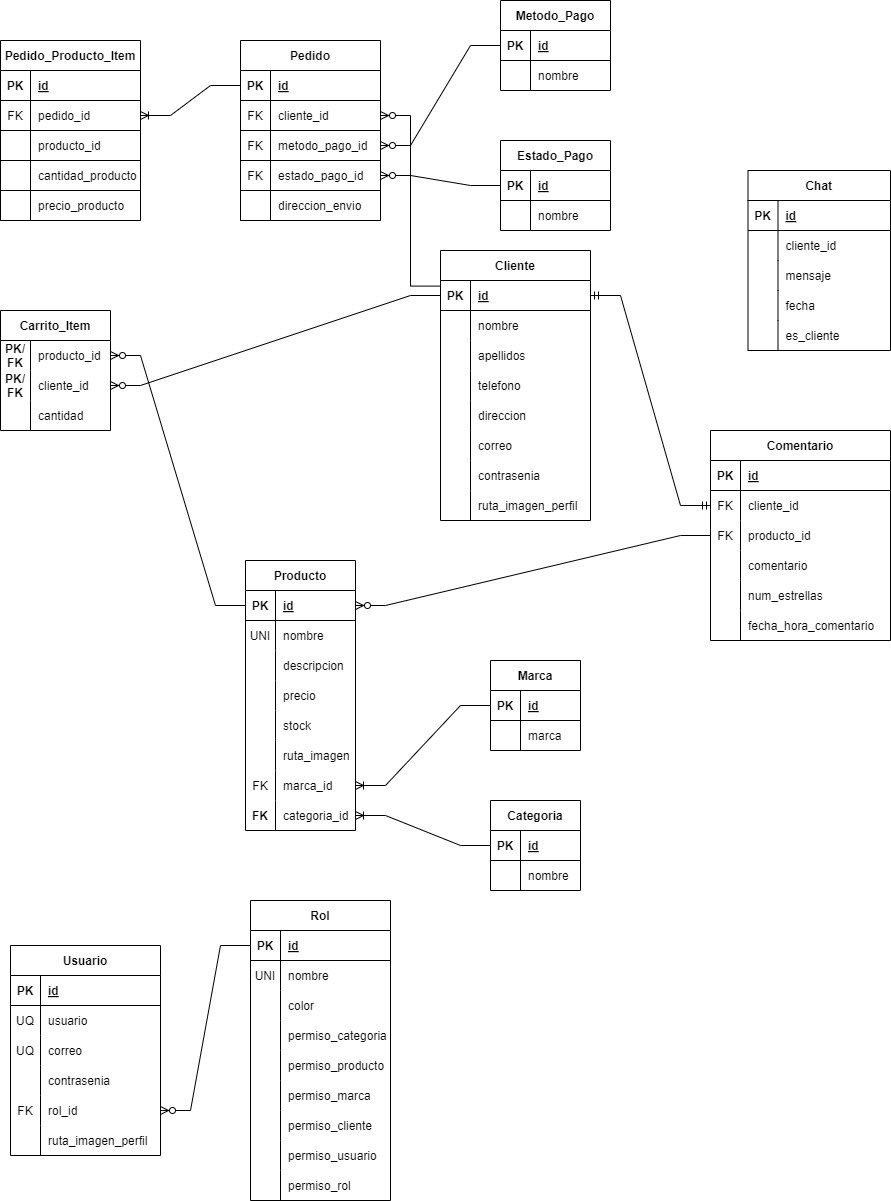 Metodo_Pago
PK id
nombre
Pedido_Producto_Item
PK id
FK pedido_id
producto_id
cantidad_producto
precio_producto
Pedido
PK id
FK cliente_id
FK metodo_pago_id
FK estado_pago_id
direccion_envio
Estado_Pago
PK id
nombre
Chat
PK id
cliente_id
mensaje
fecha
es_cliente
Cliente
PK id
nombre
apellidos
telefono
direccion
correo
contrasenia
ruta_imagen_perfil
Carrito_Item
PK/
FK producto_id
PK/
FK cliente_id
cantidad
Comentario
PK id
FK cliente_id
FK producto_id
comentario
num_estrellas
fecha_hora_comentario
Producto
PK id
UNI nombre
descripcion
precio
stock
ruta_imagen
FK marca_id
FK categoria_id
Marca
PK id
marca
Categoria
PK id
nombre
Rol
PK id
UNI nombre
color
permiso_categoria
permiso_producto
permiso_marca
permiso_cliente
permiso_usuario
permiso_rol
Usuario
PK id
UQ usuario
UQ correo
contrasenia
FK rol_id
ruta_imagen_perfil